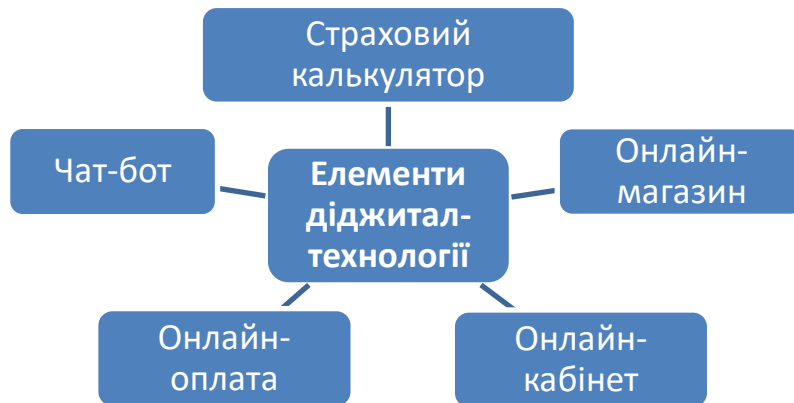 Страховий
калькулятор
Чат-бот
Онлайн-
магазин
Елементи
діджитал-
технології
Онлайн-
оплата
Онлайн-
кабінет